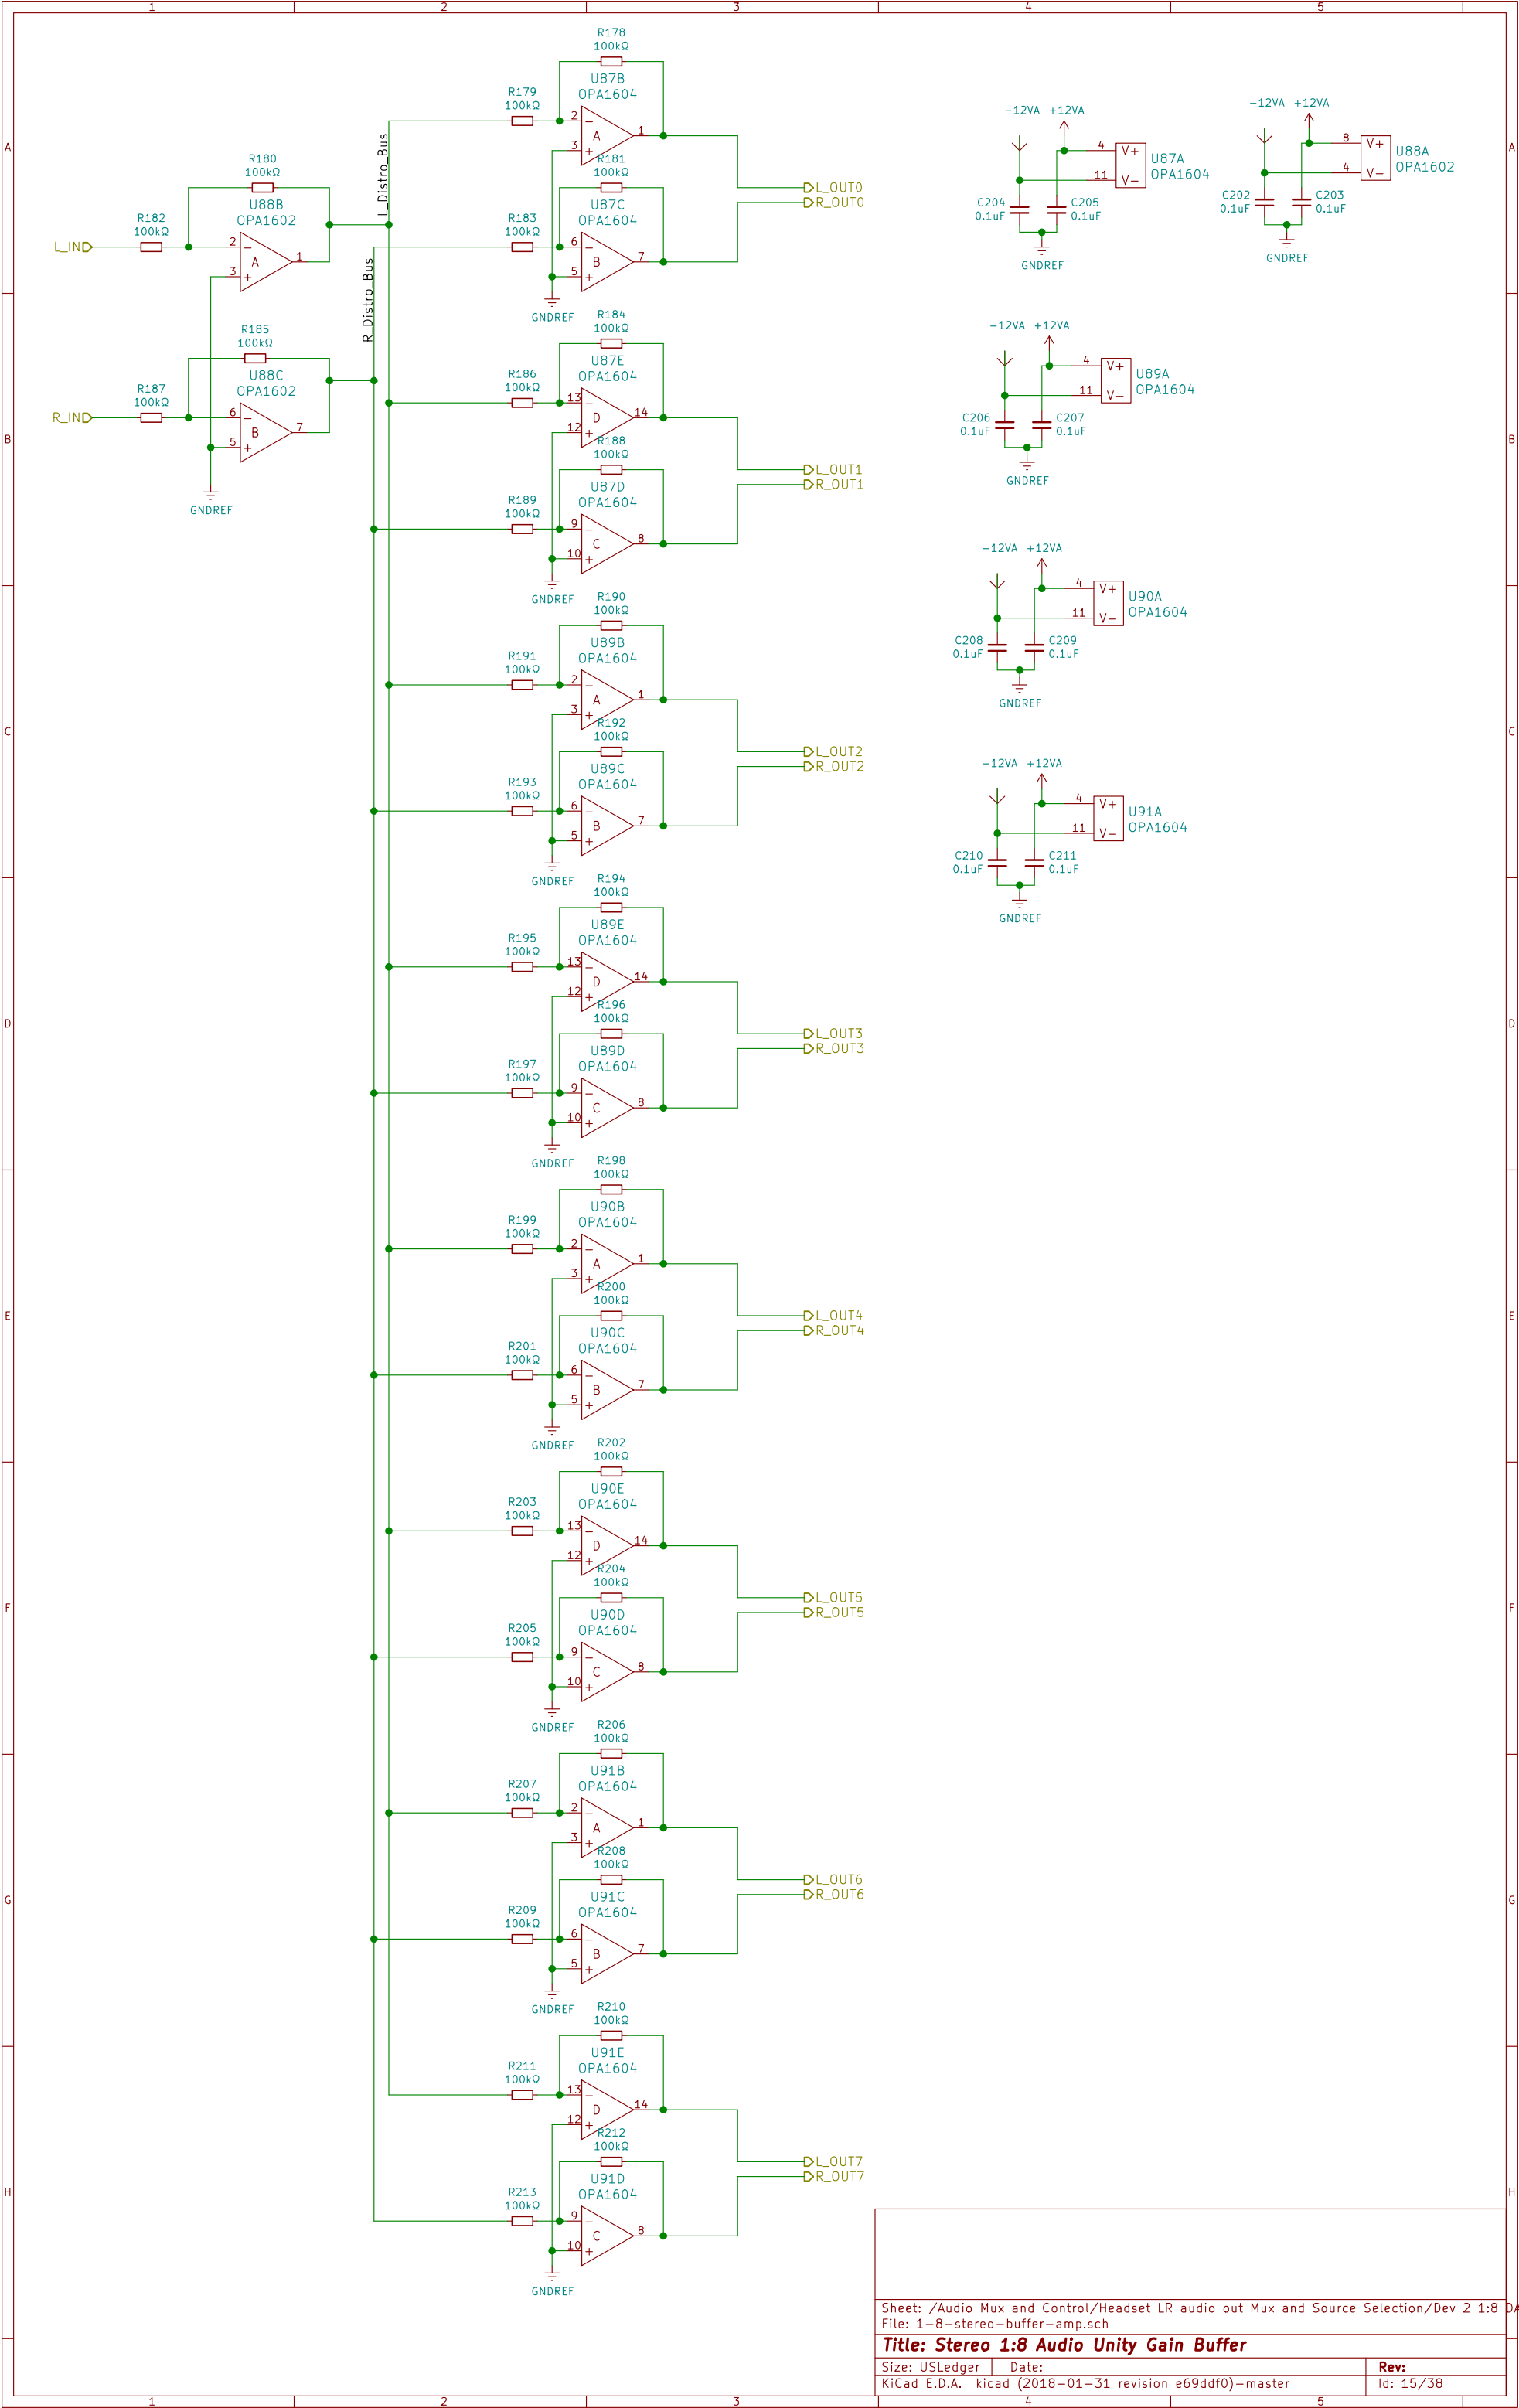 1 2 3 4 5
A
B
C
D
E
F
G
H
A
B
C
D
E
F
G
H
L_IN
R182
100kΩ
R180
100kΩ
U88B
OPA1602
2
3
1
A
−
+
R_IN
R187
100kΩ
R185
100kΩ
U88C
OPA1602
6
5
7
B
−
+
GNDREF
L_Distro_Bus
R_Distro_Bus
R178
100kΩ
U87B
OPA1604
R179
100kΩ
2
3
1
A
−
+
R181
100kΩ
U87C
OPA1604
R183
100kΩ
6
5
7
B
−
+
GNDREF
L_OUT0
R_OUT0
R184
100kΩ
U87E
OPA1604
R186
100kΩ
13
12
14
D
−
+
R188
100kΩ
U87D
OPA1604
R189
100kΩ
9
10
8
C
−
+
GNDREF
L_OUT1
R_OUT1
R190
100kΩ
U89B
OPA1604
R191
100kΩ
2
3
1
A
−
+
R192
100kΩ
U89C
OPA1604
R193
100kΩ
6
5
7
B
−
+
GNDREF
L_OUT2
R_OUT2
R194
100kΩ
U89E
OPA1604
R195
100kΩ
13
12
14
D
−
+
R196
100kΩ
U89D
OPA1604
R197
100kΩ
9
10
8
C
−
+
GNDREF
L_OUT3
R_OUT3
R198
100kΩ
U90B
OPA1604
R199
100kΩ
2
3
1
A
−
+
R200
100kΩ
U90C
OPA1604
R201
100kΩ
6
5
7
B
−
+
GNDREF
L_OUT4
R_OUT4
R202
100kΩ
U90E
OPA1604
R203
100kΩ
13
12
14
D
−
+
R204
100kΩ
U90D
OPA1604
R205
100kΩ
9
10
8
C
−
+
GNDREF
L_OUT5
R_OUT5
R206
100kΩ
U91B
OPA1604
R207
100kΩ
2
3
1
A
−
+
R208
100kΩ
U91C
OPA1604
R209
100kΩ
6
5
7
B
−
+
GNDREF
L_OUT6
R_OUT6
R210
100kΩ
U91E
OPA1604
R211
100kΩ
13
12
14
D
−
+
R212
100kΩ
U91D
OPA1604
R213
100kΩ
9
10
8
C
−
+
GNDREF
L_OUT7
R_OUT7
-12VA +12VA
4
11
V+
V−
U87A
OPA1604
C204
0.1uF
C205
0.1uF
GNDREF
-12VA +12VA
8
4
V+
V−
U88A
OPA1602
C202
0.1uF
C203
0.1uF
GNDREF
-12VA +12VA
4
11
V+
V−
U89A
OPA1604
C206
0.1uF
C207
0.1uF
GNDREF
-12VA +12VA
4
11
V+
V−
U90A
OPA1604
C208
0.1uF
C209
0.1uF
GNDREF
-12VA +12VA
4
11
V+
V−
U91A
OPA1604
C210
0.1uF
C211
0.1uF
GNDREF
Sheet: /Audio Mux and Control/Headset LR audio out Mux and Source Selection/Dev 2 1:8 DA
File: 1-8-stereo-buffer-amp.sch
Title: Stereo 1:8 Audio Unity Gain Buffer
Size: USLedger Date: Rev:
KiCad E.D.A. kicad (2018-01-31 revision e69ddf0)-master Id: 15/38
1 2 3 4 5